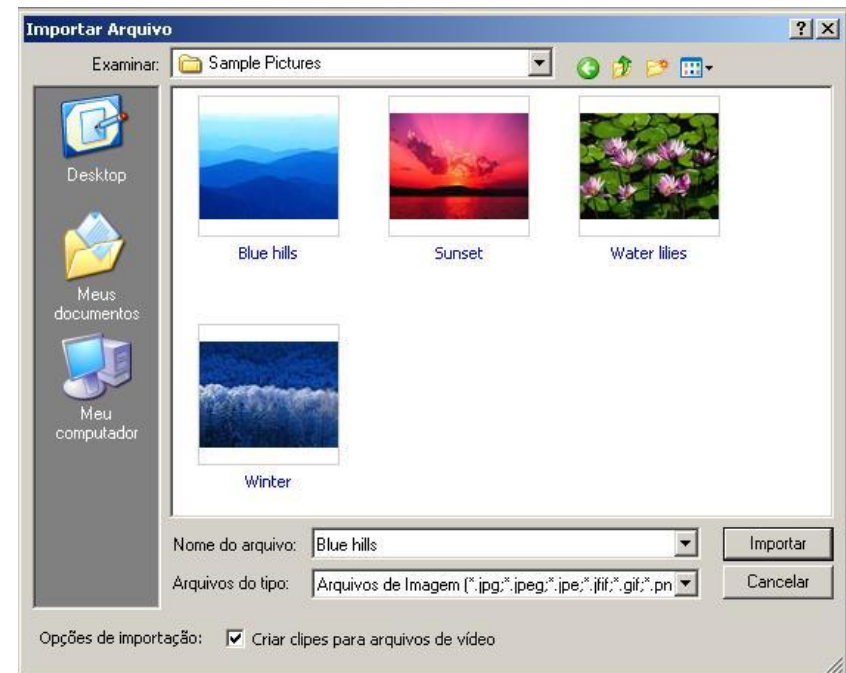 Importar Arquivo
Examinar: Sample Pictures
Desktop
Meus
documentos
Meu
computador
Blue hills Sunset Water lilies
Winter
Nome do arquivo: Blue hills Importar
Arquivos do tipo: Arquivos de Imagem (*.jpg;*.jpeg;*.jpe;*.jfif;*.gif;*.pn Cancelar
Opções de importação: Criar clipes para arquivos de vídeo